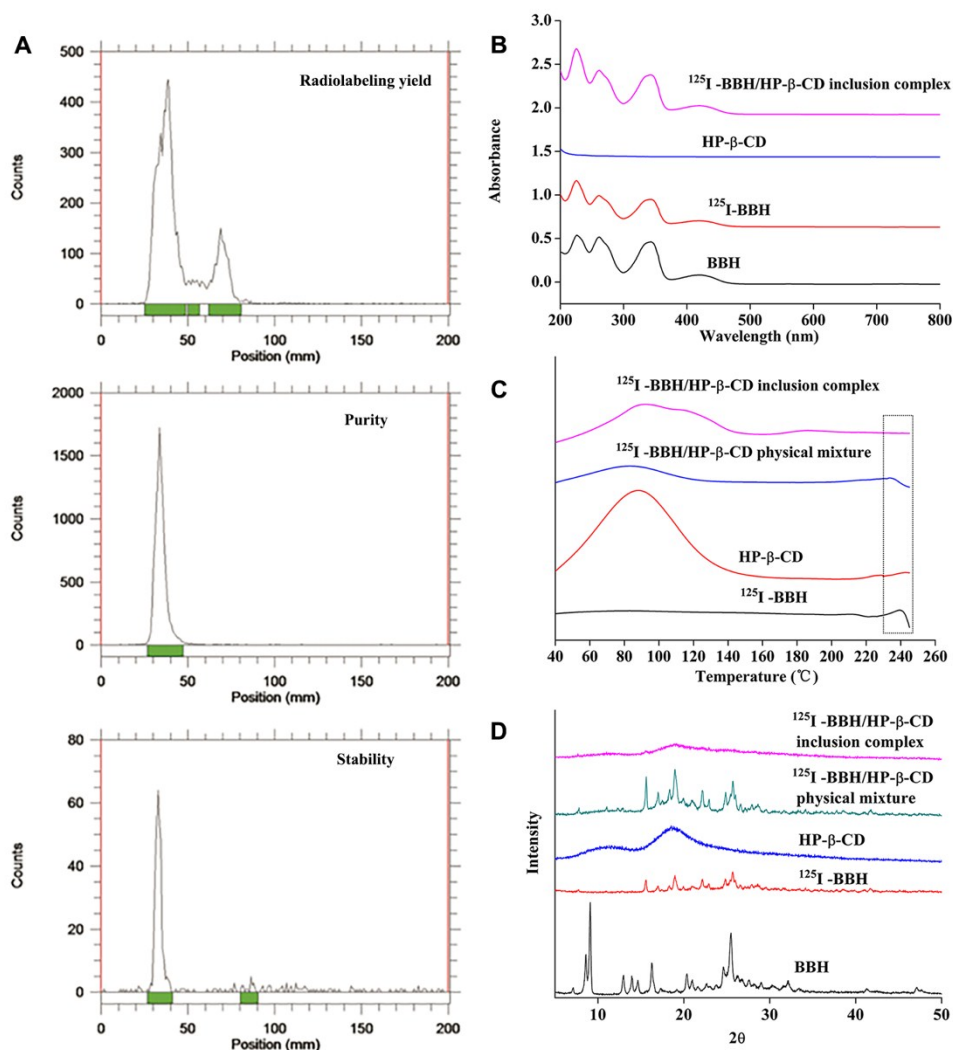 A
Radiolabeling yield
Counts
500
400
300
200
100
0
0
50
100
150
200
Position (mm)
Purity
Counts
2000
1500
1000
500
0
0
50
100
150
200
Position (mm)
Stability
Counts
80
60
40
20
0
0
50
100
150
200
Position (mm)
B
Absorbance
3.0
2.5
2.0
1.5
1.0
0.5
0.0
¹²⁵I -BBH/HP-β-CD inclusion complex
HP-β-CD
¹²⁵I-BBH
BBH
200 300 400 500 600 700 800
Wavelength (nm)
C
¹²⁵I -BBH/HP-β-CD inclusion complex
¹²⁵I -BBH/HP-β-CD physical mixture
HP-β-CD
¹²⁵I -BBH
40 60 80 100 120 140 160 180 200 220 240 260
Temperature (℃)
D
Intensity
¹²⁵I -BBH/HP-β-CD
inclusion complex
¹²⁵I -BBH/HP-β-CD
physical mixture
HP-β-CD
¹²⁵I -BBH
BBH
10 20 30 40 50
2θ